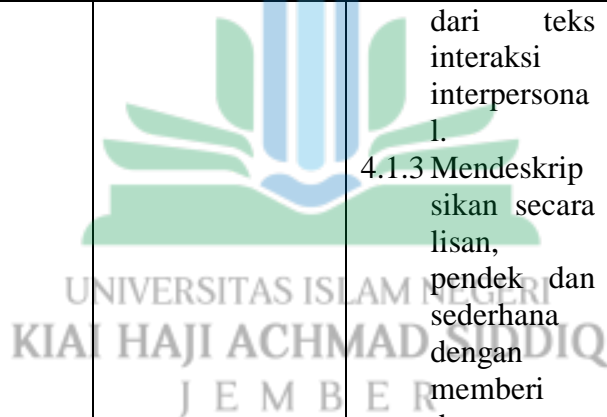 dari teks
interaksi
interpersona
l.
4.1.3 Mendeskrip
sikan secara
lisan,
pendek dan
sederhana
dengan
memberi
UNIVERSITAS ISLAM NEGERI
KIAI HAJI ACHMAD SIDDIQ
JEMBER